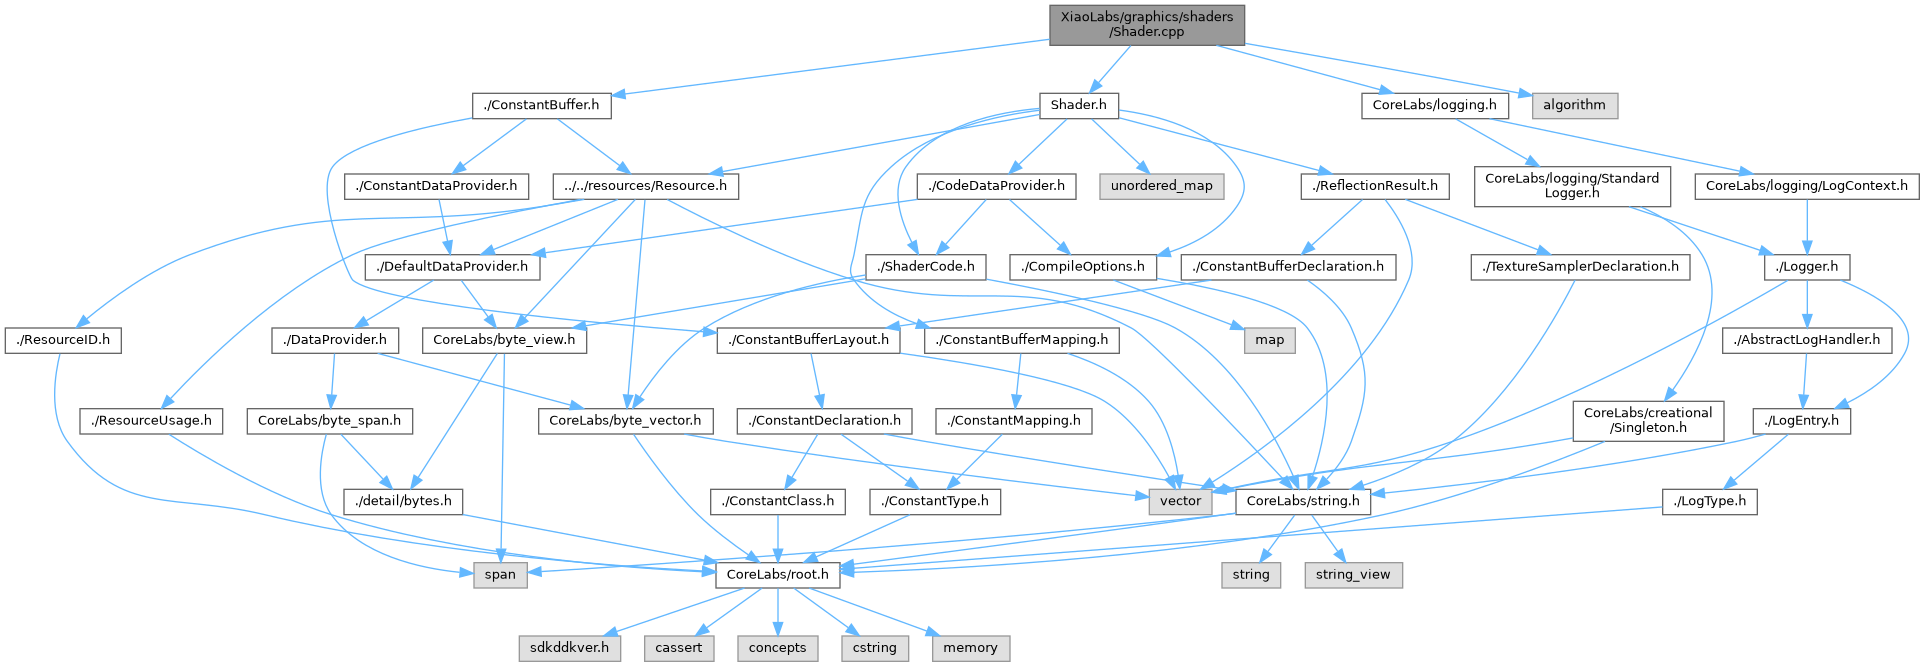 XiaoLabs/graphics/shaders
/Shader.cpp
./ConstantBuffer.h
Shader.h
CoreLabs/logging.h
algorithm
./ConstantDataProvider.h
../../resources/Resource.h
./CodeDataProvider.h
unordered_map
./ReflectionResult.h
CoreLabs/logging/Standard
Logger.h
CoreLabs/logging/LogContext.h
./DefaultDataProvider.h
./ShaderCode.h
./CompileOptions.h
./ConstantBufferDeclaration.h
./TextureSamplerDeclaration.h
./Logger.h
./ResourceID.h
./DataProvider.h
CoreLabs/byte_view.h
./ConstantBufferLayout.h
./ConstantBufferMapping.h
map
./AbstractLogHandler.h
./ResourceUsage.h
CoreLabs/byte_span.h
CoreLabs/byte_vector.h
./ConstantDeclaration.h
./ConstantMapping.h
CoreLabs/creational
/Singleton.h
./LogEntry.h
./detail/bytes.h
./ConstantClass.h
./ConstantType.h
vector
CoreLabs/string.h
./LogType.h
span
CoreLabs/root.h
string
string_view
sdkddkver.h
cassert
concepts
cstring
memory